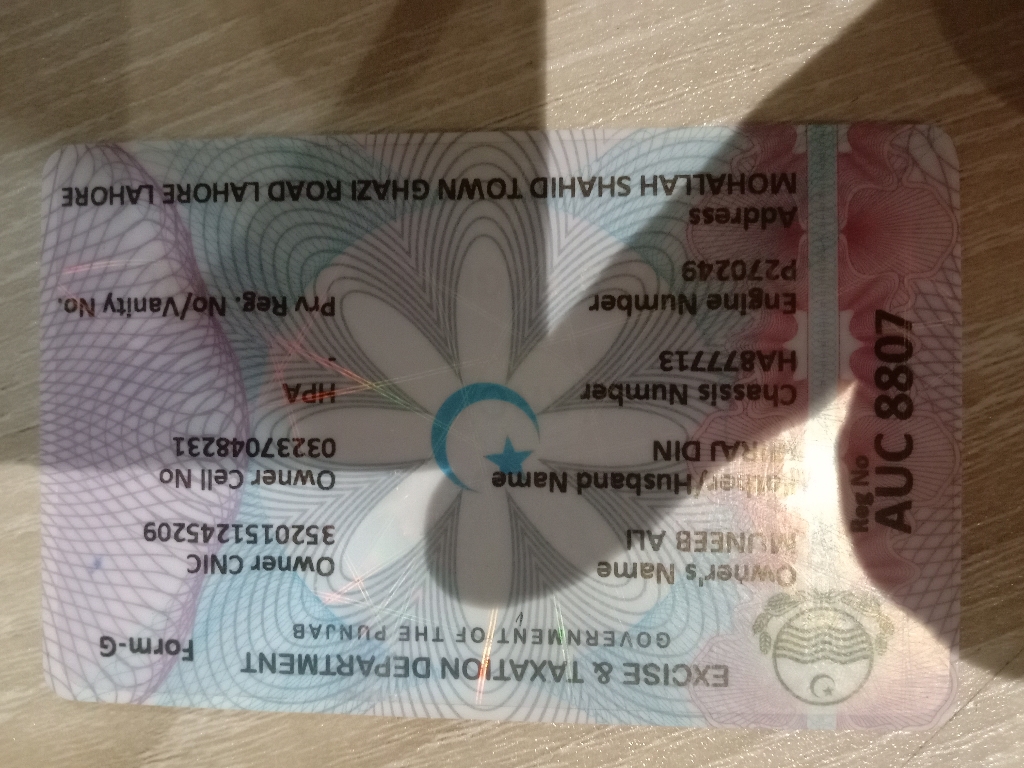 EXCISE & TAXATION DEPARTMENT
GOVERNMENT OF THE PUNJAB
Form-G
Owner's Name
MUNEEB ALI
Owner CNIC
3520151245209
Father/Husband Name
MIRAJ DIN
Owner Cell No
03237048231
Chassis Number
HA877713
HPA
-
Engine Number
P270249
Prv Reg. No/Vanity No.
Address
MOHALLAH SHAHID TOWN GHAZI ROAD LAHORE LAHORE
Reg No
AUC 8807